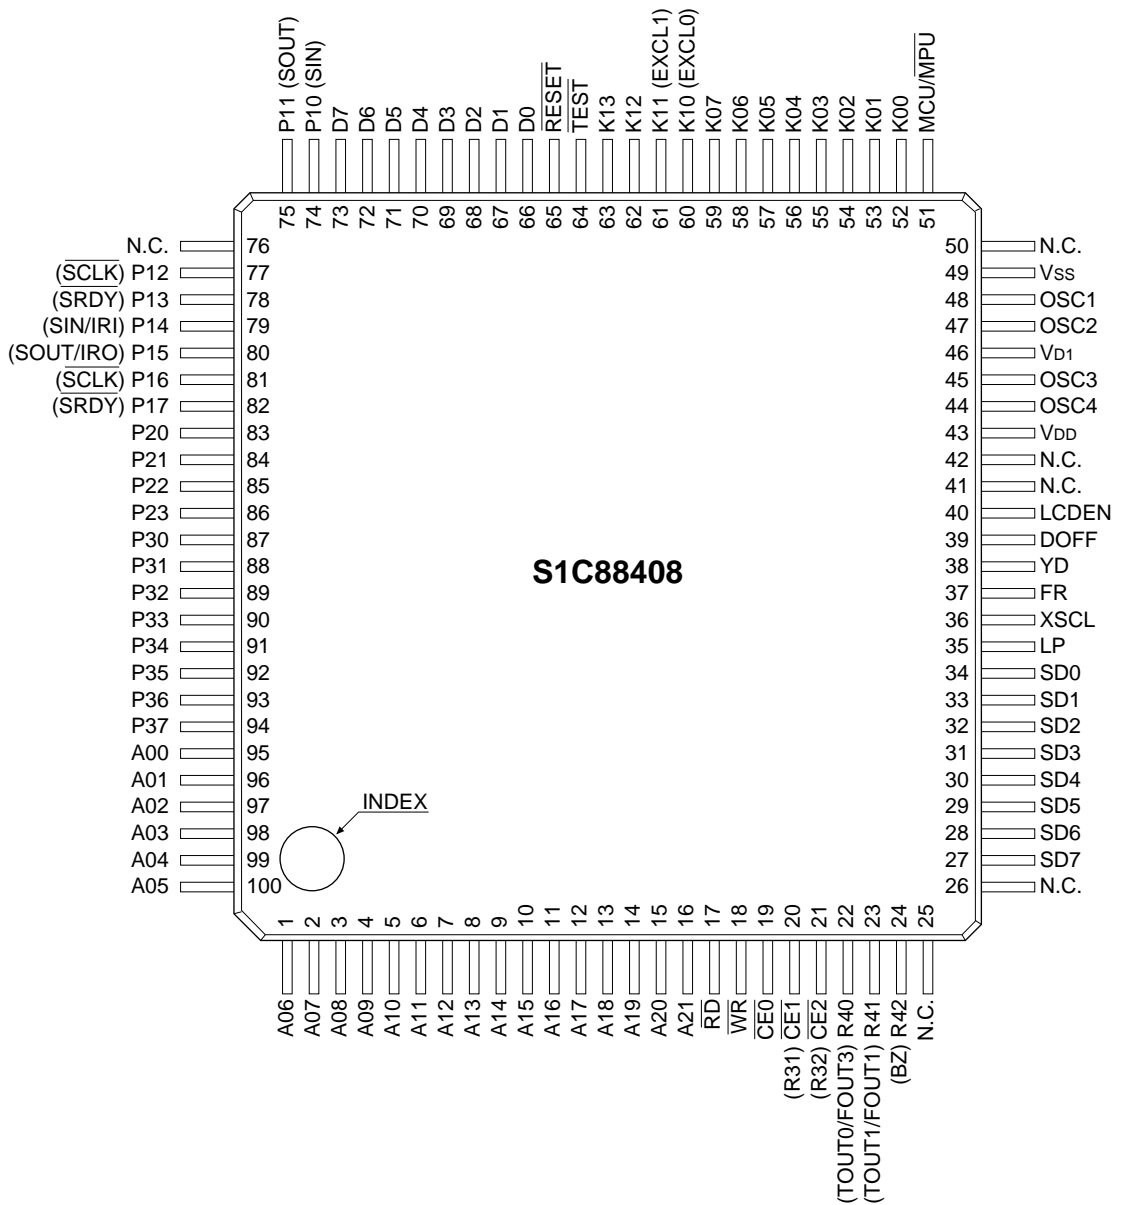 P11 (SOUT)
P10 (SIN)
D7
D6
D5
D4
D3
D2
D1
D0
RESET
TEST
K13
K12
K11 (EXCL1)
K10 (EXCL0)
K07
K06
K05
K04
K03
K02
K01
K00
MCU/MPU
75
74
73
72
71
70
69
68
67
66
65
64
63
62
61
60
59
58
57
56
55
54
53
52
51
N.C. 76
(SCLK) P12 77
(SRDY) P13 78
(SIN/IRI) P14 79
(SOUT/IRO) P15 80
(SCLK) P16 81
(SRDY) P17 82
P20 83
P21 84
P22 85
P23 86
P30 87
P31 88
P32 89
P33 90
P34 91
P35 92
P36 93
P37 94
A00 95
A01 96
A02 97
A03 98
A04 99
A05 100
S1C88408
INDEX
50 N.C.
49 VSS
48 OSC1
47 OSC2
46 VD1
45 OSC3
44 OSC4
43 VDD
42 N.C.
41 N.C.
40 LCDEN
39 DOFF
38 YD
37 FR
36 XSCL
35 LP
34 SD0
33 SD1
32 SD2
31 SD3
30 SD4
29 SD5
28 SD6
27 SD7
26 N.C.
1
2
3
4
5
6
7
8
9
10
11
12
13
14
15
16
17
18
19
20
21
22
23
24
25
A06
A07
A08
A09
A10
A11
A12
A13
A14
A15
A16
A17
A18
A19
A20
A21
RD
WR
CE0
(R31) CE1
(R32) CE2
(TOUT0/FOUT3) R40
(TOUT1/FOUT1) R41
(BZ) R42
N.C.